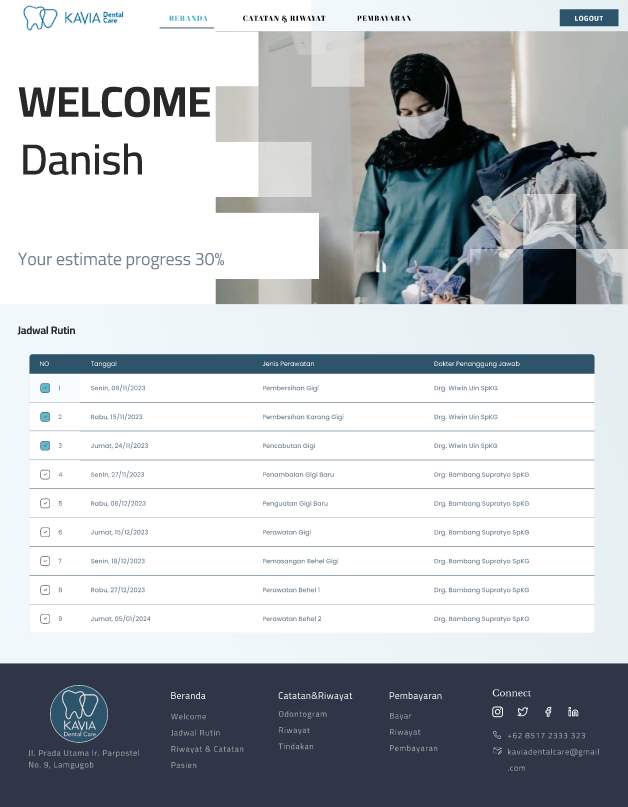 KAVIA Dental Care
BERANDA
CATATAN & RIWAYAT
PEMBAYARAN
LOGOUT
WELCOME
Danish
Your estimate progress 30%
Jadwal Rutin
NO Tanggal Jenis Perawatan Dokter Penanggung Jawab
1 Senin, 06/11/2023 Pembersihan Gigi Drg. Wiwin Uin SpKG
2 Rabu, 15/11/2023 Pembersihan Karang Gigi Drg. Wiwin Uin SpKG
3 Jumat, 24/11/2023 Pencabutan Gigi Drg. Wiwin Uin SpKG
4 Senin, 27/11/2023 Penambalan Gigi Baru Drg. Bambang Supratyo SpKG
5 Rabu, 06/12/2023 Penguatan Gigi Baru Drg. Bambang Supratyo SpKG
6 Jumat, 15/12/2023 Perawatan Gigi Drg. Bambang Supratyo SpKG
7 Senin, 18/12/2023 Pemasangan Behel Gigi Drg. Bambang Supratyo SpKG
8 Rabu, 27/12/2023 Perawatan Behel 1 Drg. Bambang Supratyo SpKG
9 Jumat, 05/01/2024 Perawatan Behel 2 Drg. Bambang Supratyo SpKG
KAVIA
Dental Care
Jl. Prada Utama lr. Parpostel
No. 9, Lamgugob
Beranda
Welcome
Jadwal Rutin
Riwayat & Catatan
Pasien
Catatan&Riwayat
Odontogram
Riwayat
Tindakan
Pembayaran
Bayar
Riwayat
Pembayaran
Connect
+62 8517 2333 323
kaviadentalcare@gmail
.com